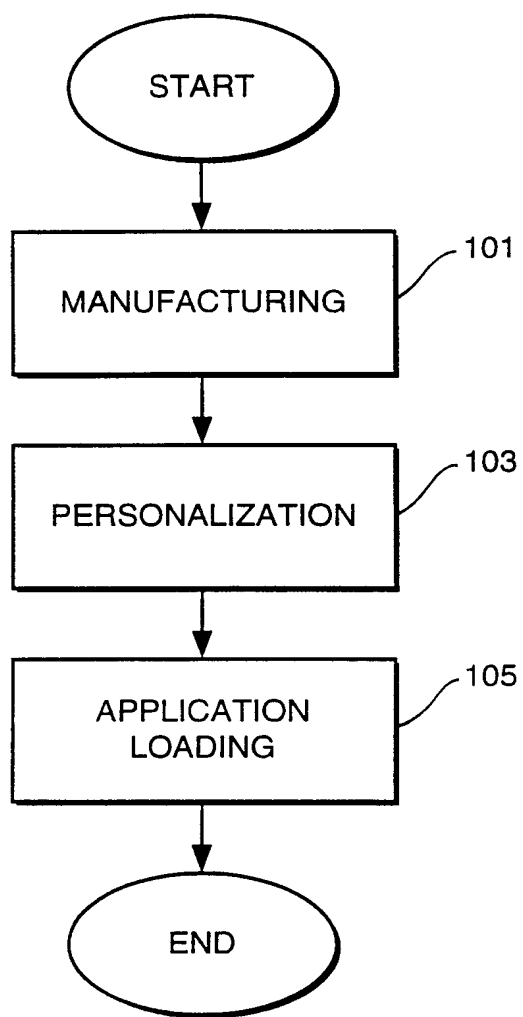 START
MANUFACTURING
101
PERSONALIZATION
103
APPLICATION
LOADING
105
END